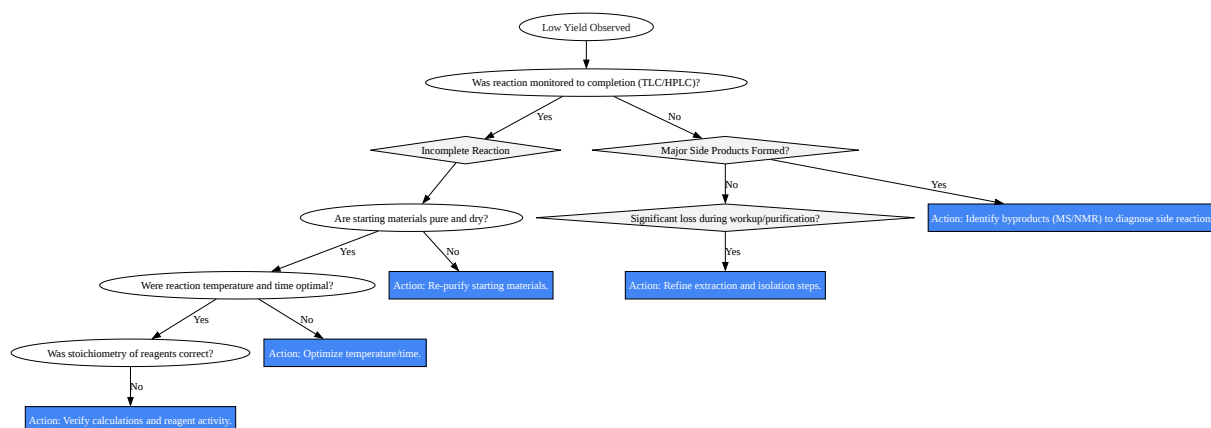 Low Yield Observed
Was reaction monitored to completion (TLC/HPLC)?
Yes
No
Incomplete Reaction
Major Side Products Formed?
No
Yes
Are starting materials pure and dry?
Significant loss during workup/purification?
Action: Identify byproducts (MS/NMR) to diagnose side reaction
Yes
No
Yes
Were reaction temperature and time optimal?
Action: Re-purify starting materials.
Action: Refine extraction and isolation steps.
Yes
No
Was stoichiometry of reagents correct?
Action: Optimize temperature/time.
No
Action: Verify calculations and reagent activity.